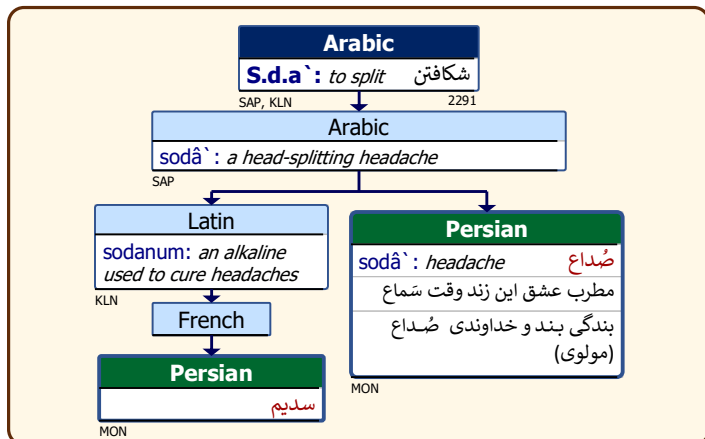 Arabic
S.d.a`: to split شکافتن
SAP, KLN 2291
Arabic
sodâ`: a head-splitting headache
SAP
Latin
sodanum: an alkaline
used to cure headaches
KLN
French
Persian
سدیم
MON
Persian
sodâ`: headache صُداع
مطرب عشق این زند وقت سَماع
بندگی بند و خداوندی صُداع
(مولوی)
MON